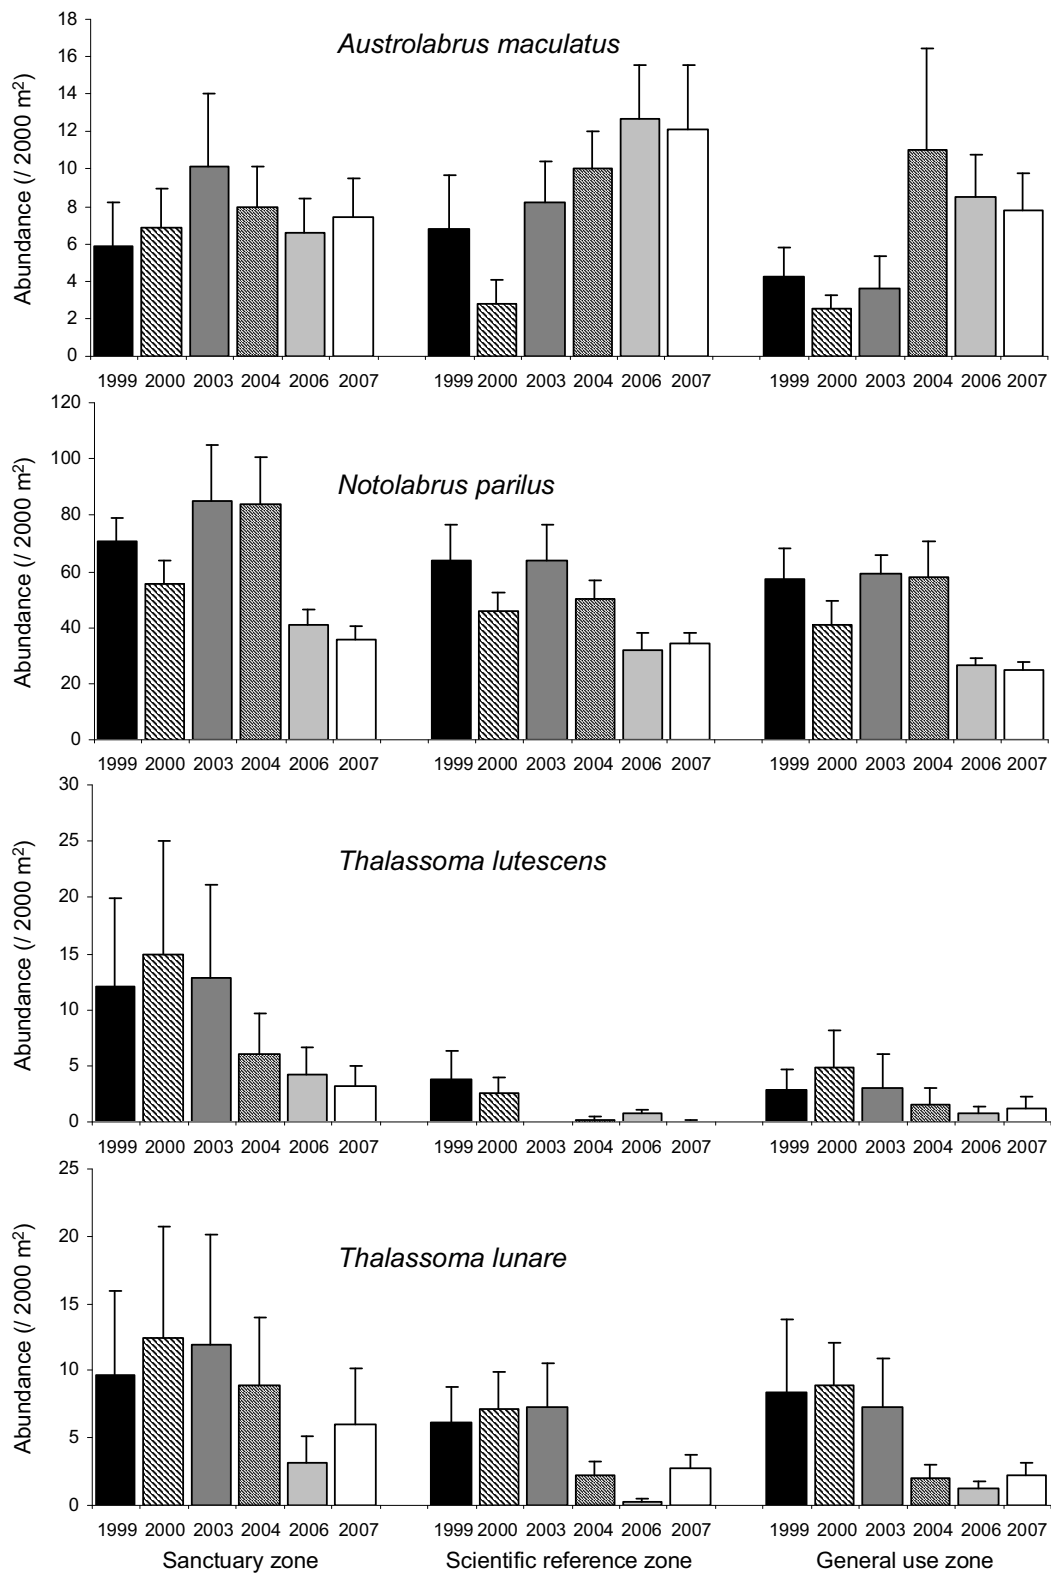 Austrolabrus maculatus
Abundance (/ 2000 m²)
18
16
14
12
10
8
6
4
2
0
1999 2000 2003 2004 2006 2007 1999 2000 2003 2004 2006 2007 1999 2000 2003 2004 2006 2007
Notolabrus parilus
Abundance (/ 2000 m²)
120
100
80
60
40
20
0
1999 2000 2003 2004 2006 2007 1999 2000 2003 2004 2006 2007 1999 2000 2003 2004 2006 2007
Thalassoma lutescens
Abundance (/ 2000 m²)
30
25
20
15
10
5
0
1999 2000 2003 2004 2006 2007 1999 2000 2003 2004 2006 2007 1999 2000 2003 2004 2006 2007
Thalassoma lunare
Abundance (/ 2000 m²)
25
20
15
10
5
0
1999 2000 2003 2004 2006 2007 1999 2000 2003 2004 2006 2007 1999 2000 2003 2004 2006 2007
Sanctuary zone Scientific reference zone General use zone